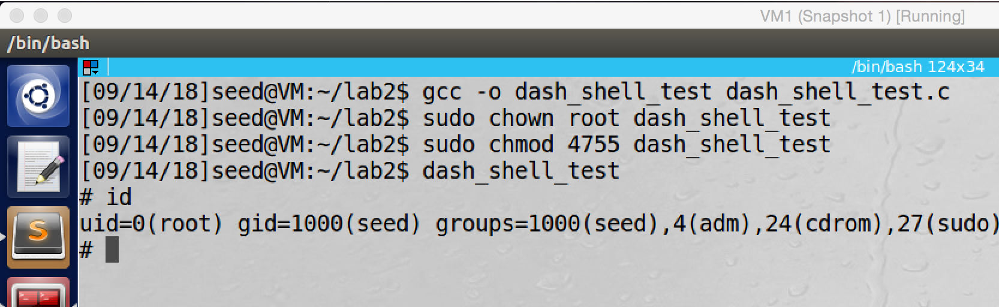 VM1 (Snapshot 1) [Running]
/bin/bash
/bin/bash 124x34
[09/14/18]seed@VM:~/lab2$ gcc -o dash_shell_test dash_shell_test.c
[09/14/18]seed@VM:~/lab2$ sudo chown root dash_shell_test
[09/14/18]seed@VM:~/lab2$ sudo chmod 4755 dash_shell_test
[09/14/18]seed@VM:~/lab2$ dash_shell_test
# id
uid=0(root) gid=1000(seed) groups=1000(seed),4(adm),24(cdrom),27(sudo)
#